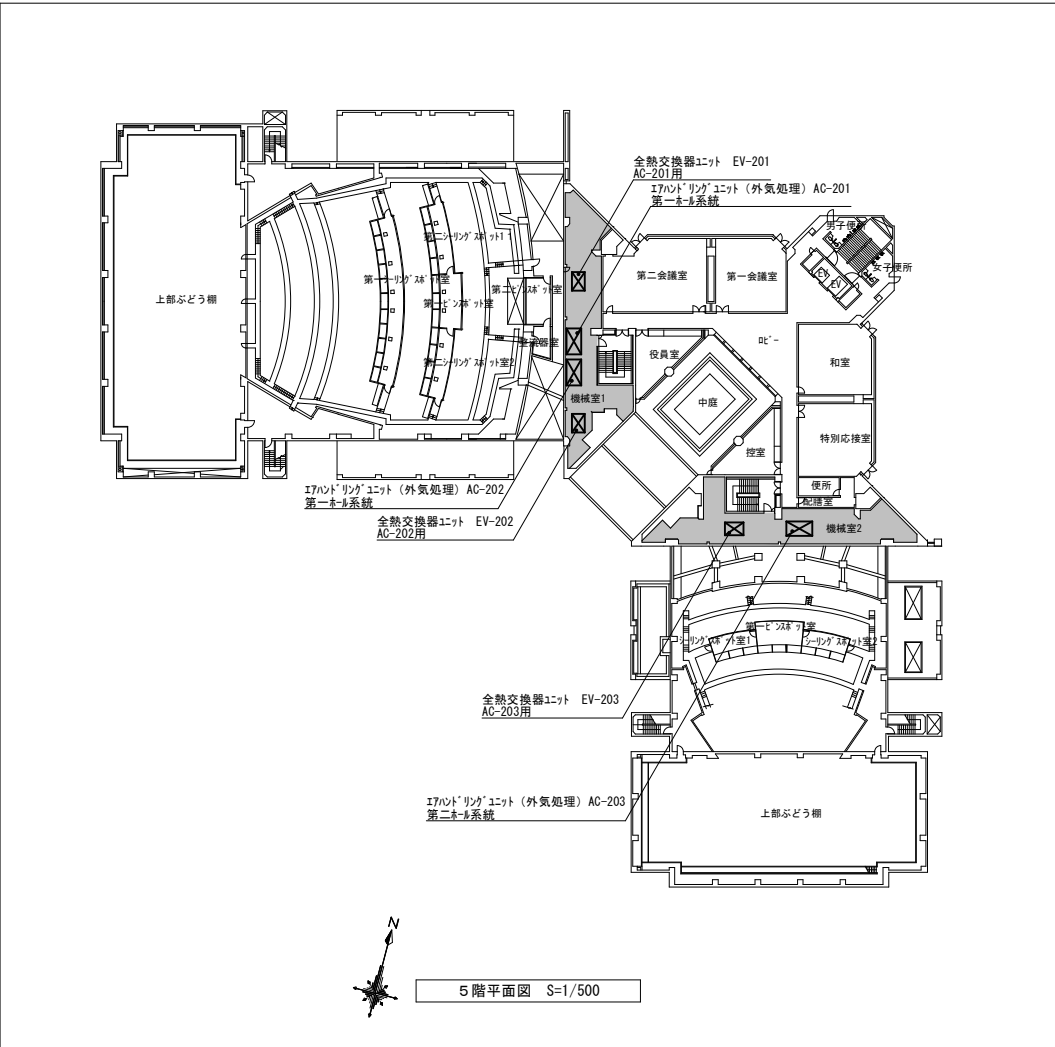 全熱交換器ユニット EV-201
AC-201用
エアハンドリングユニット（外気処理）AC-201
第一ホール系統
男子便所
女子便所
EV
EV
第二シーリングスポット1
第二会議室
第一会議室
第一シーリングスポット室
第二ピンスポット室
上部ぶどう棚
第一ピンスポット室
整流器室
ロビー
役員室
第二シーリングスポット室2
和室
機械室1
中庭
特別応接室
控室
便所
エアハンドリングユニット（外気処理）AC-202
第一ホール系統
配膳室
全熱交換器ユニット EV-202
AC-202用
機械室2
第一ピンスポット室
シーリングスポット室1
シーリングスポット室2
全熱交換器ユニット EV-203
AC-203用
エアハンドリングユニット（外気処理）AC-203
第二ホール系統
上部ぶどう棚
N
5階平面図 S=1/500